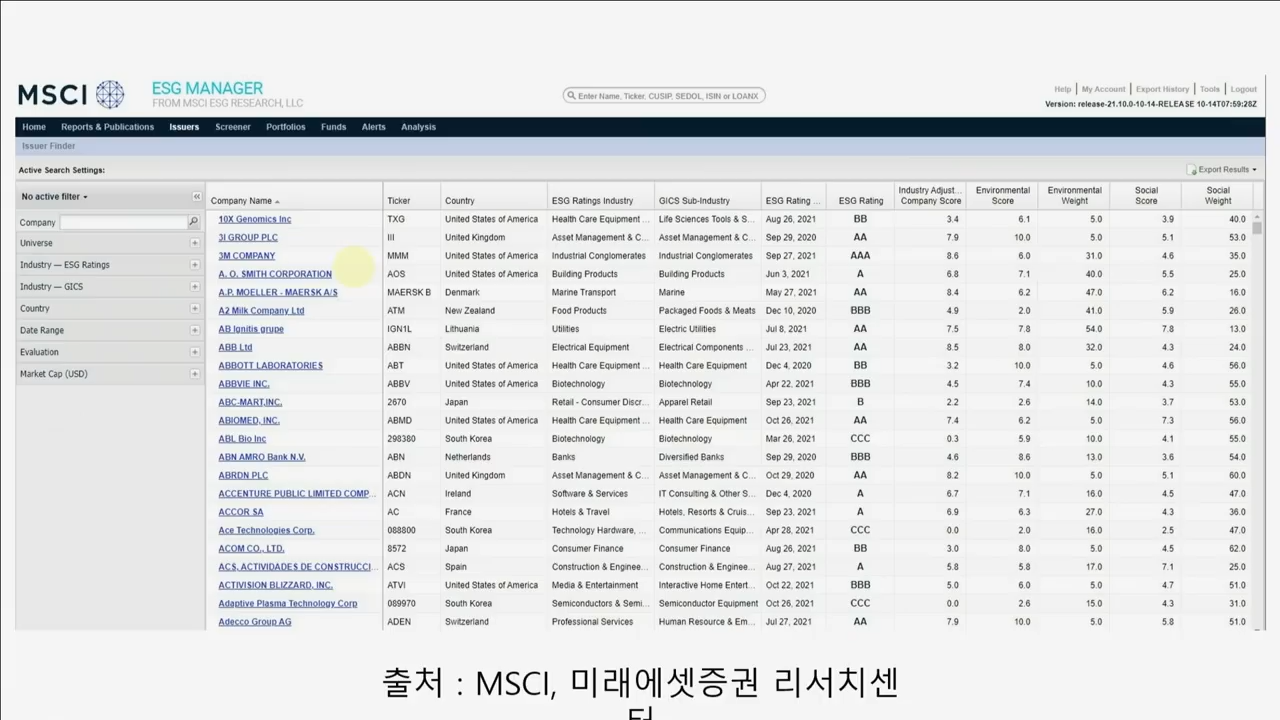 MSCI ESG MANAGER
FROM MSCI ESG RESEARCH, LLC
Enter Name, Ticker, CUSIP, SEDOL, ISIN or LOANX
Help | My Account | Export History | Tools | Logout
Version: release-21.10.0-10-14-RELEASE 10-14T07:59:28Z
Home Reports & Publications Issuers Screener Portfolios Funds Alerts Analysis
Issuer Finder
Active Search Settings:
Export Results
No active filter
Company
Universe
Industry — ESG Ratings
Industry — GICS
Country
Date Range
Evaluation
Market Cap (USD)
Company Name Ticker Country ESG Ratings Industry GICS Sub-Industry ESG Rating ... ESG Rating Industry Adjust... Company Score Environmental Score Environmental Weight Social Score Social Weight
10X Genomics Inc TXG United States of America Health Care Equipment ... Life Sciences Tools & S... Aug 26, 2021 BB 3.4 6.1 5.0 3.9 40.0
3I GROUP PLC III United Kingdom Asset Management & C... Asset Management & C... Sep 29, 2020 AA 7.9 10.0 5.0 5.1 53.0
3M COMPANY MMM United States of America Industrial Conglomerates Industrial Conglomerates Sep 27, 2021 AAA 8.6 6.0 31.0 6.2 35.0
A. O. SMITH CORPORATION AOS United States of America Building Products Building Products Jun 3, 2021 A 6.8 7.1 40.0 5.5 25.0
A.P. MOELLER - MAERSK A/S MAERSK B Denmark Marine Transport Marine May 27, 2021 AA 8.4 6.2 47.0 6.2 16.0
A2 Milk Company Ltd ATM New Zealand Food Products Packaged Foods & Meats Dec 10, 2020 BBB 4.9 2.0 41.0 5.9 26.0
AB Ignitis grupe IGN1L Lithuania Utilities Electric Utilities Jul 8, 2021 AA 7.5 7.8 54.0 7.8 13.0
ABB Ltd ABBN Switzerland Electrical Equipment Electrical Components ... Jul 23, 2021 AA 8.5 8.0 32.0 4.3 24.0
ABBOTT LABORATORIES ABT United States of America Health Care Equipment ... Health Care Equipment Dec 4, 2020 BB 3.2 10.0 5.0 4.6 56.0
ABBVIE INC. ABBV United States of America Biotechnology Biotechnology Apr 22, 2021 BBB 4.5 7.4 10.0 4.3 55.0
ABC-MART,INC. 2670 Japan Retail - Consumer Discr... Apparel Retail Sep 23, 2021 B 2.2 2.6 14.0 3.7 53.0
ABIOMED, INC. ABMD United States of America Health Care Equipment ... Health Care Equipment Oct 26, 2021 AA 7.4 6.2 5.0 7.3 56.0
ABL Bio Inc 298380 South Korea Biotechnology Biotechnology Mar 26, 2021 CCC 0.3 5.9 10.0 4.1 55.0
ABN AMRO Bank N.V. ABN Netherlands Banks Diversified Banks Sep 29, 2020 BBB 4.6 8.6 13.0 3.6 54.0
ABRDN PLC ABDN United Kingdom Asset Management & C... Asset Management & C... Oct 29, 2020 AA 8.2 10.0 5.0 5.1 60.0
ACCENTURE PUBLIC LIMITED COMP... ACN Ireland Software & Services IT Consulting & Other S... Dec 4, 2020 A 6.7 7.1 16.0 4.5 47.0
ACCOR SA AC France Hotels & Travel Hotels, Resorts & Cruis... Sep 23, 2021 A 6.9 6.3 27.0 4.3 36.0
Ace Technologies Corp. 088800 South Korea Technology Hardware, ... Communications Equip... Apr 28, 2021 CCC 0.0 2.0 16.0 2.5 47.0
ACOM CO., LTD. 8572 Japan Consumer Finance Consumer Finance Aug 26, 2021 BB 3.0 8.0 5.0 4.5 62.0
ACS, ACTIVIDADES DE CONSTRUCCI... ACS Spain Construction & Enginee... Construction & Enginee... Aug 27, 2021 A 5.8 5.8 17.0 7.1 25.0
ACTIVISION BLIZZARD, INC. ATVI United States of America Media & Entertainment Interactive Home Entert... Oct 22, 2021 BBB 5.0 6.0 5.0 4.7 51.0
Adaptive Plasma Technology Corp 089970 South Korea Semiconductors & Semi... Semiconductor Equipment Oct 26, 2021 CCC 0.0 2.6 15.0 4.3 31.0
Adecco Group AG ADEN Switzerland Professional Services Human Resource & Em... Jul 27, 2021 AA 7.9 10.0 5.0 5.8 51.0
출처 : MSCI, 미래에셋증권 리서치센
터